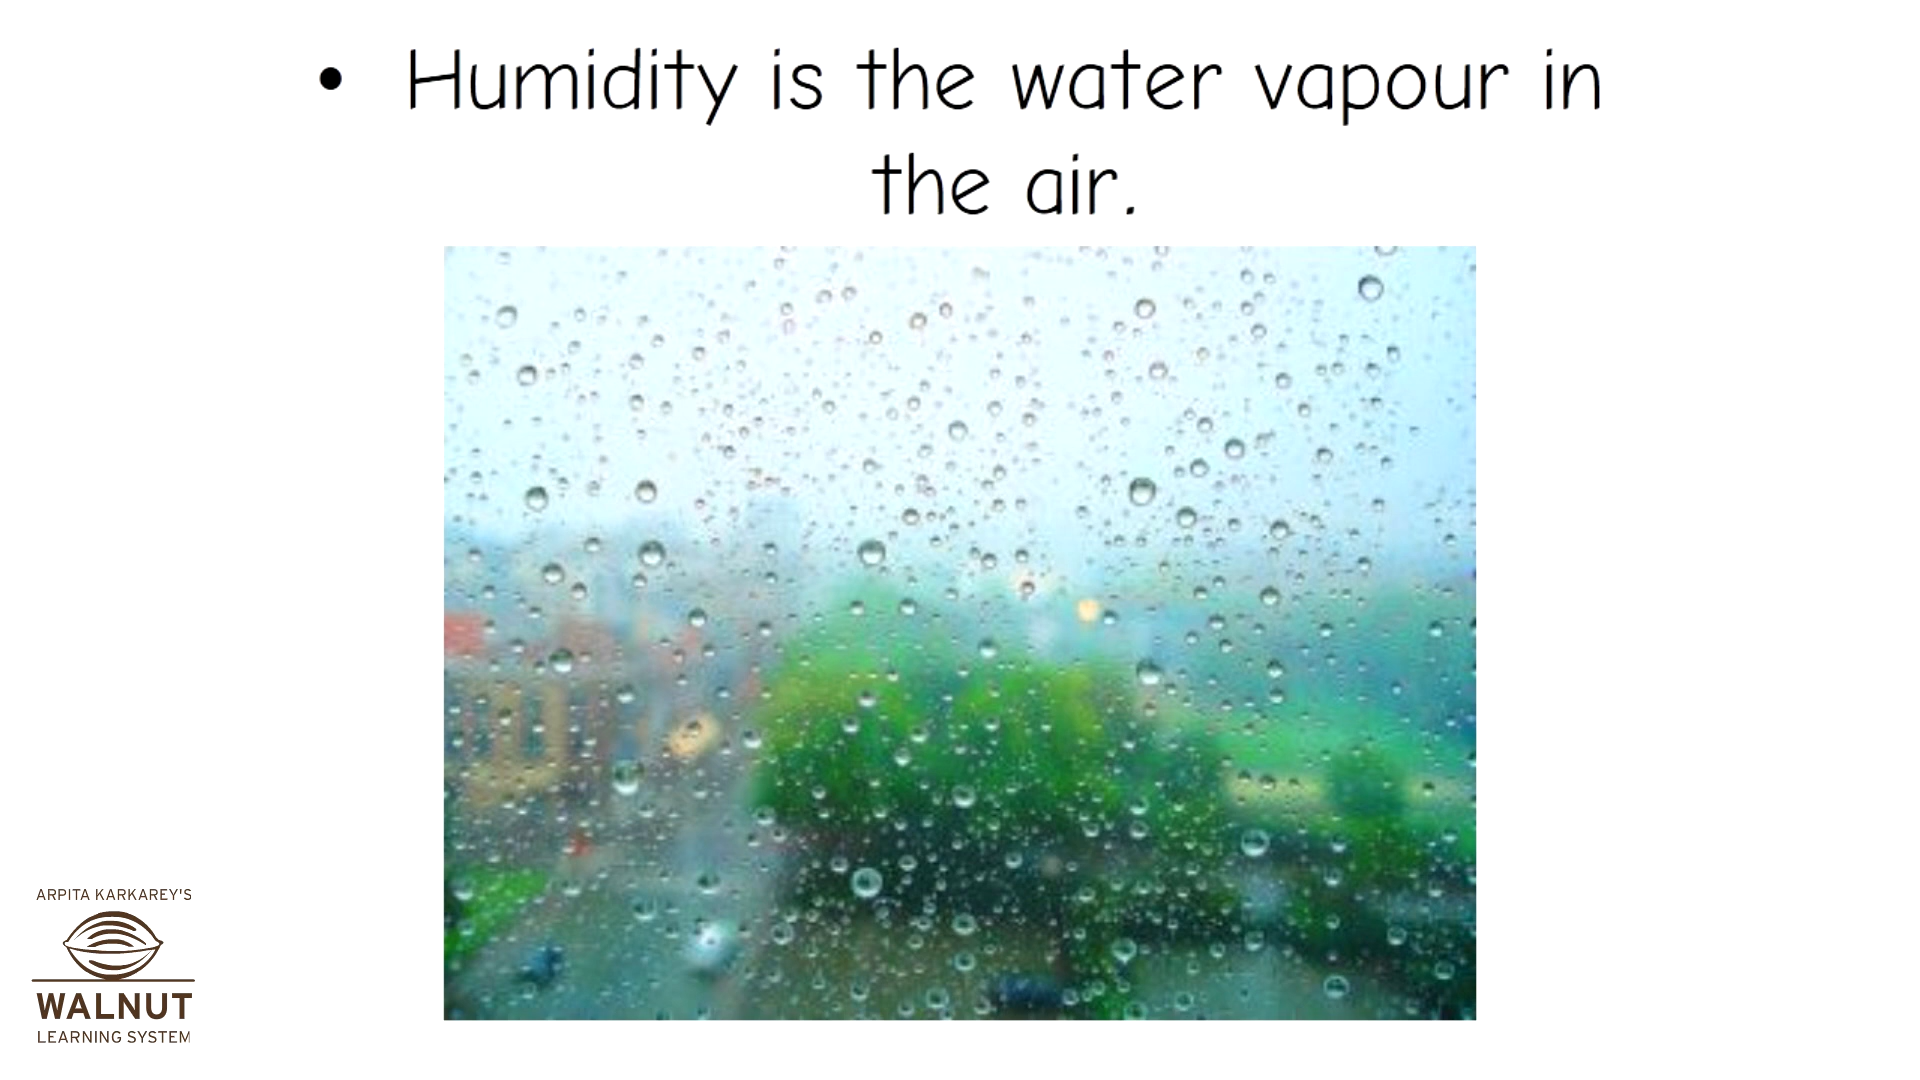 • Humidity is the water vapour in
the air.
ARPITA KARKAREY'S
WALNUT
LEARNING SYSTEM